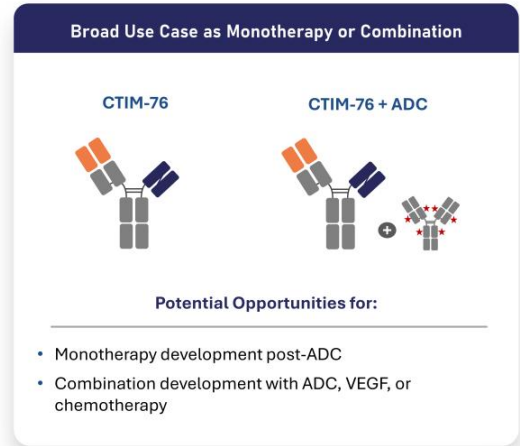 Broad Use Case as Monotherapy or Combination
CTIM-76
CTIM-76 + ADC
+
Potential Opportunities for:
• Monotherapy development post-ADC
• Combination development with ADC, VEGF, or
chemotherapy